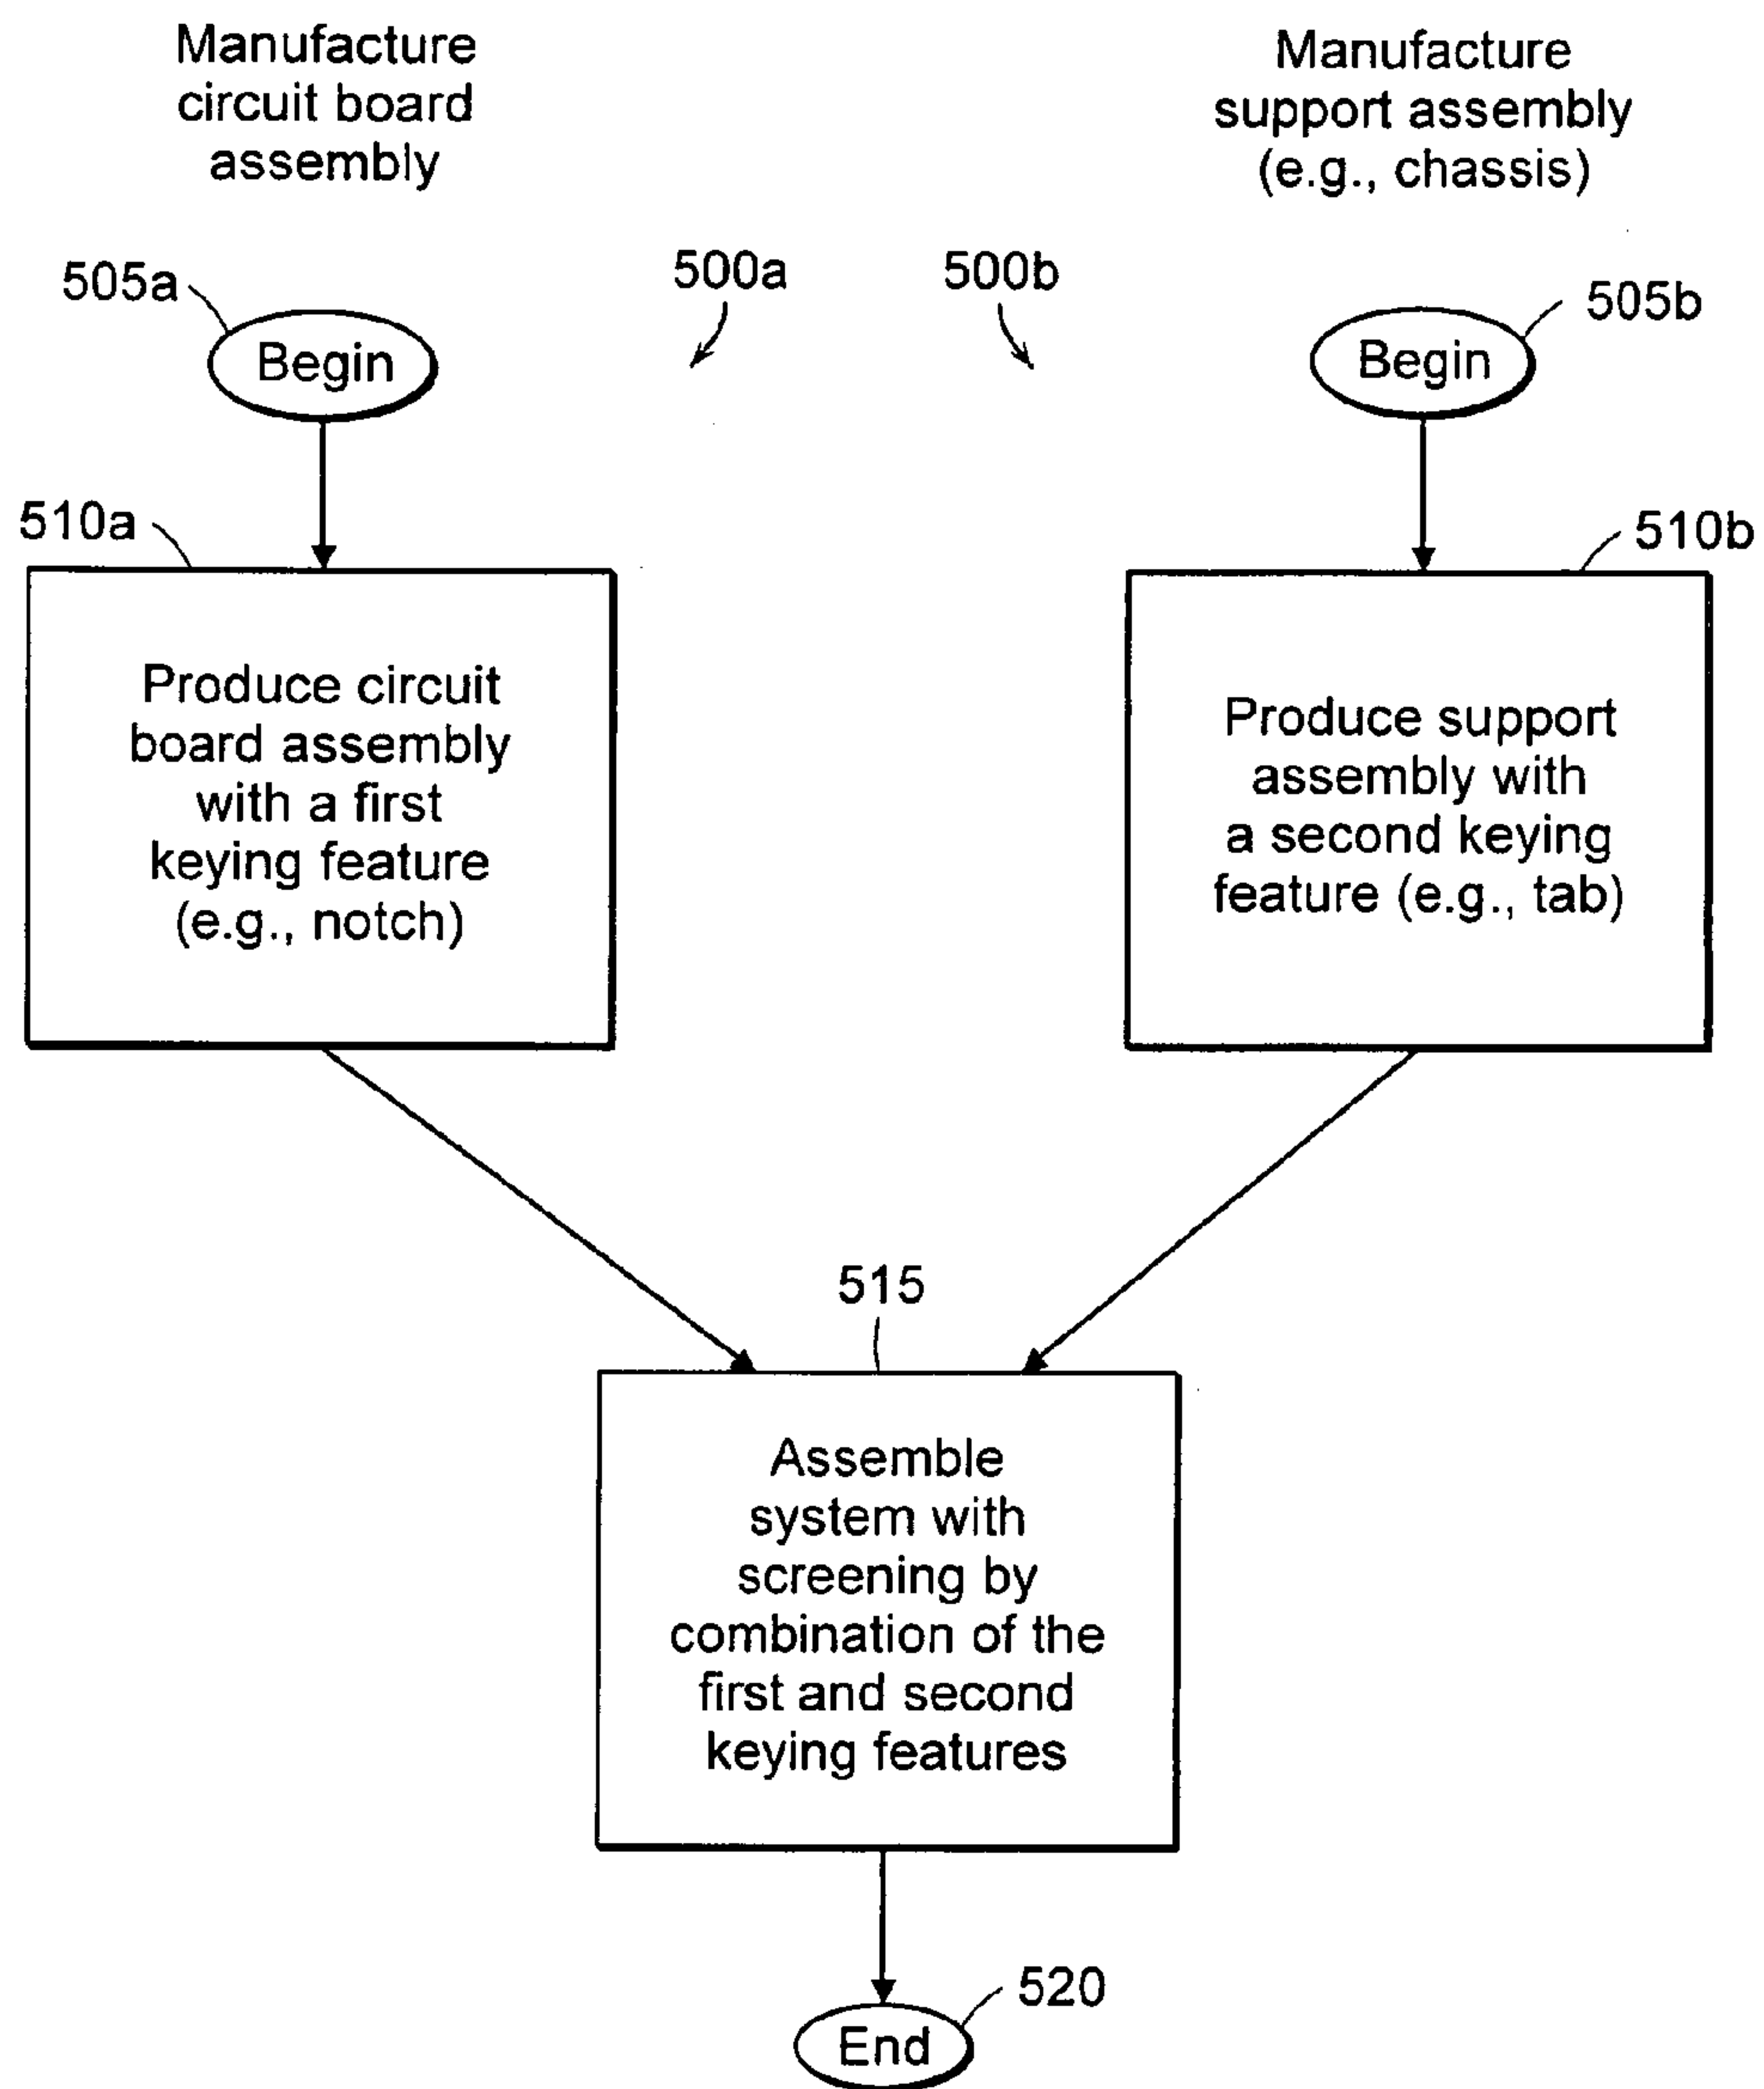 Manufacture
circuit board
assembly
Manufacture
support assembly
(e.g., chassis)
500a
500b
505a
505b
Begin
Begin
510a
510b
Produce circuit
board assembly
with a first
keying feature
(e.g., notch)
Produce support
assembly with
a second keying
feature (e.g., tab)
515
Assemble
system with
screening by
combination of the
first and second
keying features
520
End